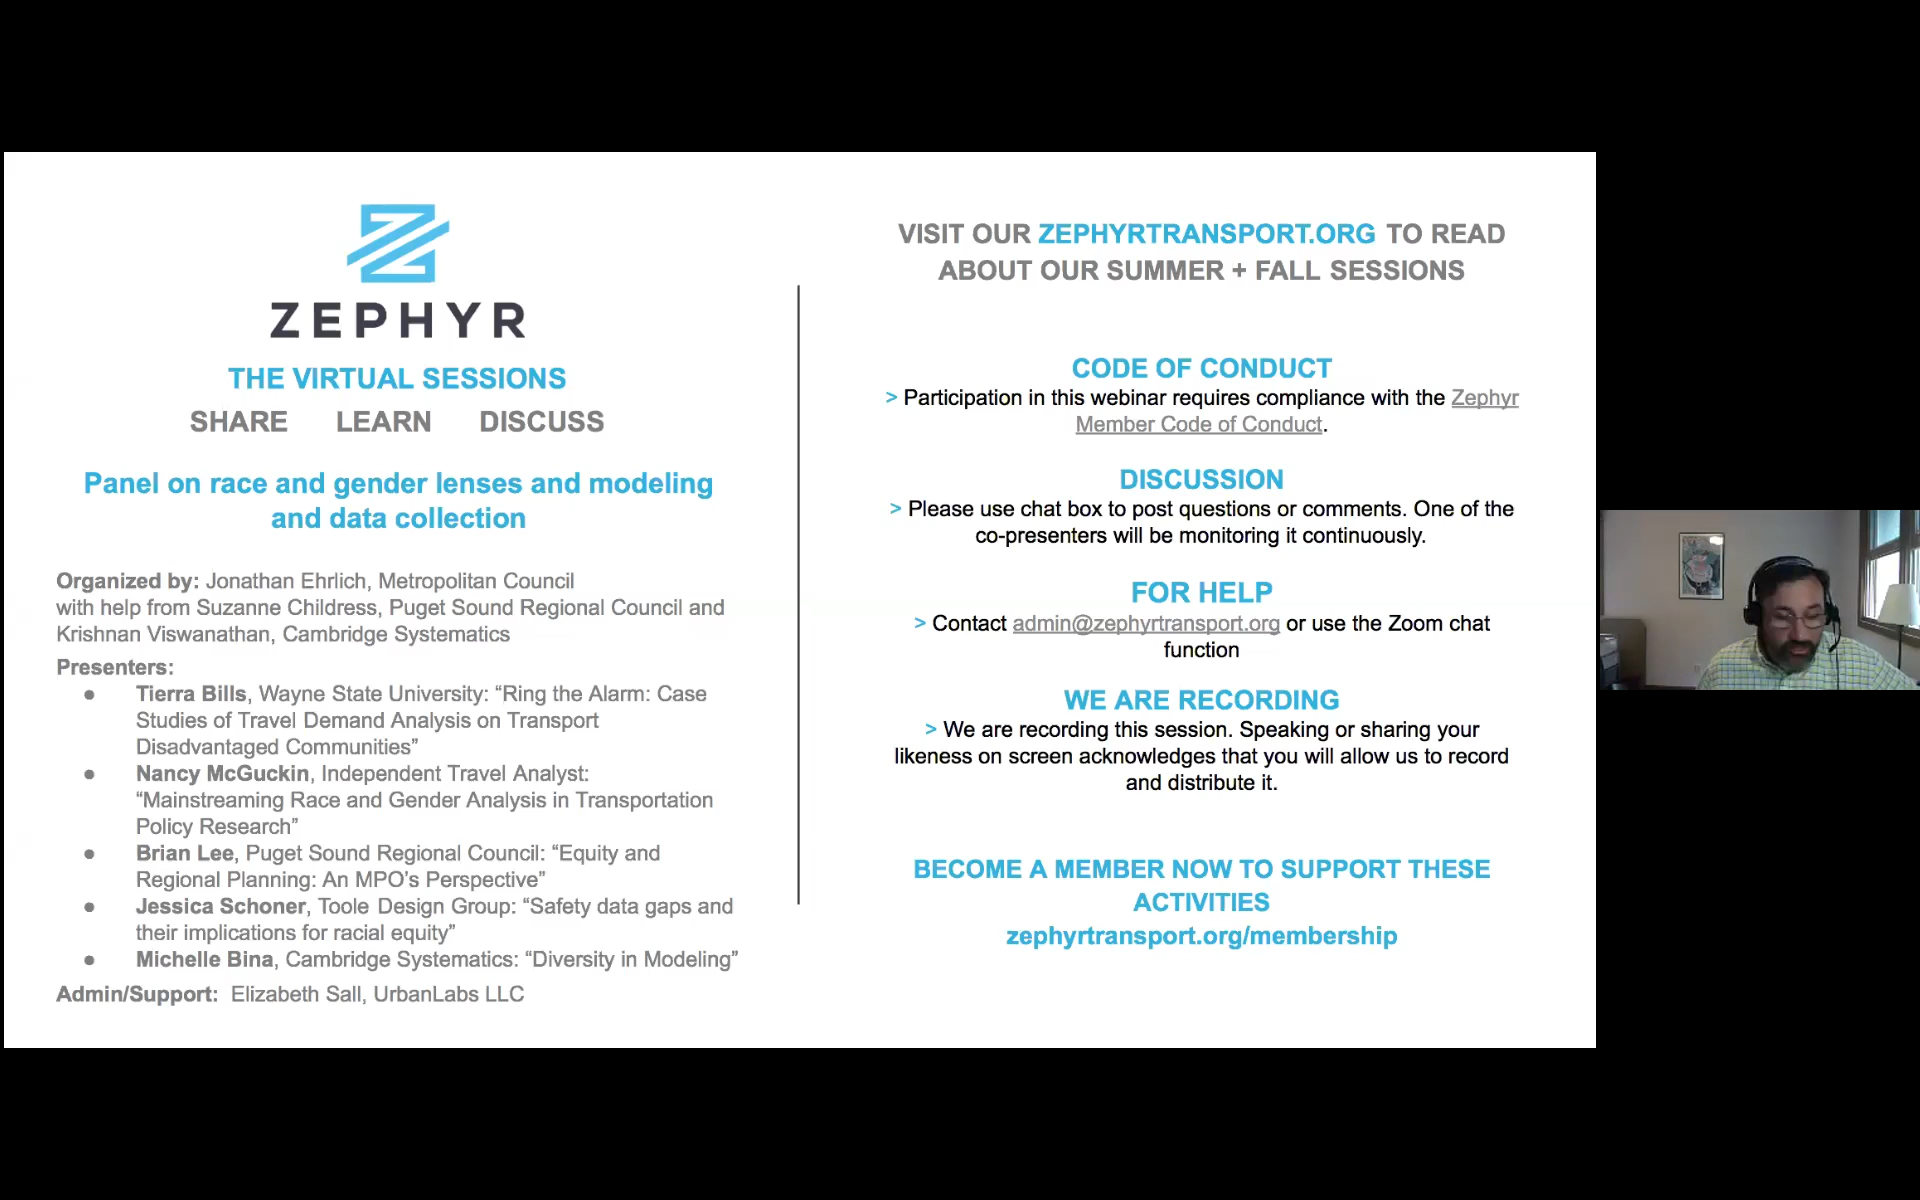 ZEPHYR
THE VIRTUAL SESSIONS
SHARE LEARN DISCUSS
Panel on race and gender lenses and modeling
and data collection
Organized by: Jonathan Ehrlich, Metropolitan Council
with help from Suzanne Childress, Puget Sound Regional Council and
Krishnan Viswanathan, Cambridge Systematics
Presenters:
● Tierra Bills, Wayne State University: “Ring the Alarm: Case
Studies of Travel Demand Analysis on Transport
Disadvantaged Communities”
● Nancy McGuckin, Independent Travel Analyst:
“Mainstreaming Race and Gender Analysis in Transportation
Policy Research”
● Brian Lee, Puget Sound Regional Council: “Equity and
Regional Planning: An MPO’s Perspective”
● Jessica Schoner, Toole Design Group: “Safety data gaps and
their implications for racial equity”
● Michelle Bina, Cambridge Systematics: “Diversity in Modeling”
Admin/Support: Elizabeth Sall, UrbanLabs LLC
VISIT OUR ZEPHYRTRANSPORT.ORG TO READ
ABOUT OUR SUMMER + FALL SESSIONS
CODE OF CONDUCT
> Participation in this webinar requires compliance with the Zephyr
Member Code of Conduct.
DISCUSSION
> Please use chat box to post questions or comments. One of the
co-presenters will be monitoring it continuously.
FOR HELP
> Contact admin@zephyrtransport.org or use the Zoom chat
function
WE ARE RECORDING
> We are recording this session. Speaking or sharing your
likeness on screen acknowledges that you will allow us to record
and distribute it.
BECOME A MEMBER NOW TO SUPPORT THESE
ACTIVITIES
zephyrtransport.org/membership